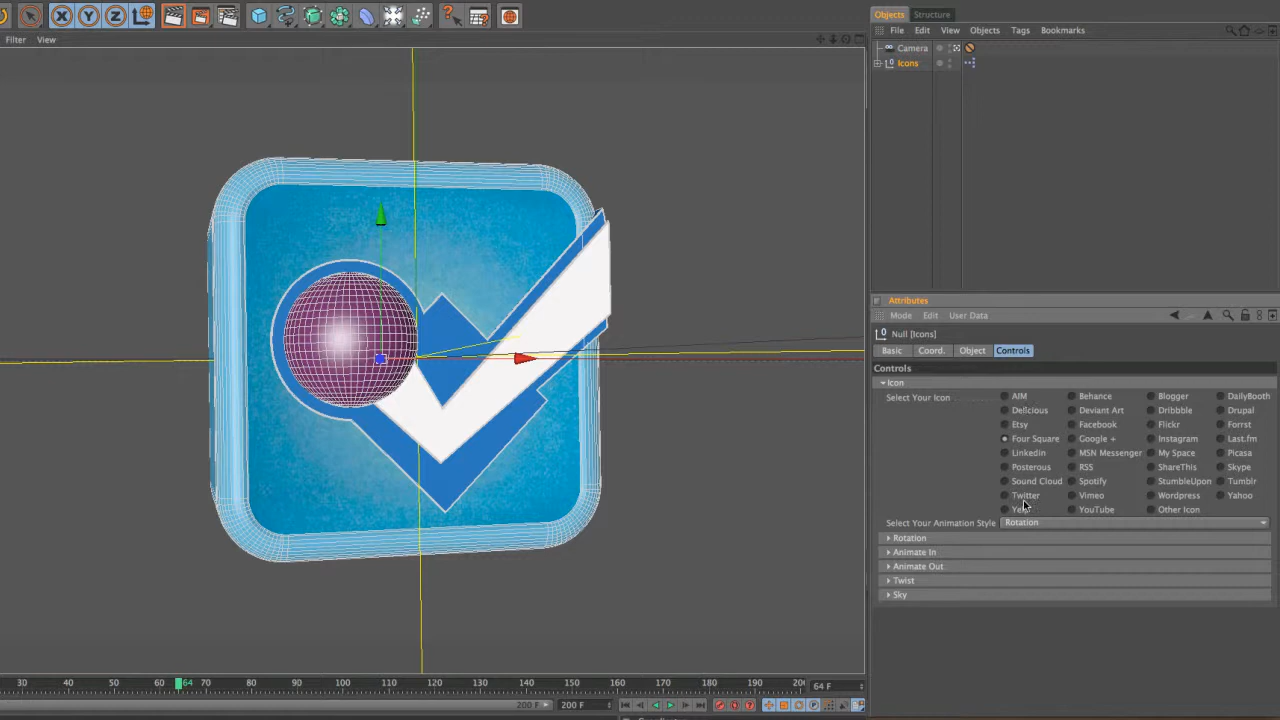 X Y Z
Objects Structure
File Edit View Objects Tags Bookmarks
Filter View
Camera
Icons
Attributes
Mode Edit User Data
Null [Icons]
Basic Coord. Object Controls
Controls
Icon
Select Your Icon AIM Behance Blogger DailyBooth
Delicious Deviant Art Dribbble Drupal
Etsy Facebook Flickr Forrst
Four Square Google + Instagram Last.fm
Linkedin MSN Messenger My Space Picasa
Posterous RSS ShareThis Skype
Sound Cloud Spotify StumbleUpon Tumblr
Twitter Vimeo Wordpress Yahoo
YouTube Other Icon
Select Your Animation Style Rotation
Rotation
Animate In
Animate Out
Twist
Sky
30 40 50 60 64 70 80 90 100 110 120 130 140 150 160 170 180 190 64 F
200 F 200 F